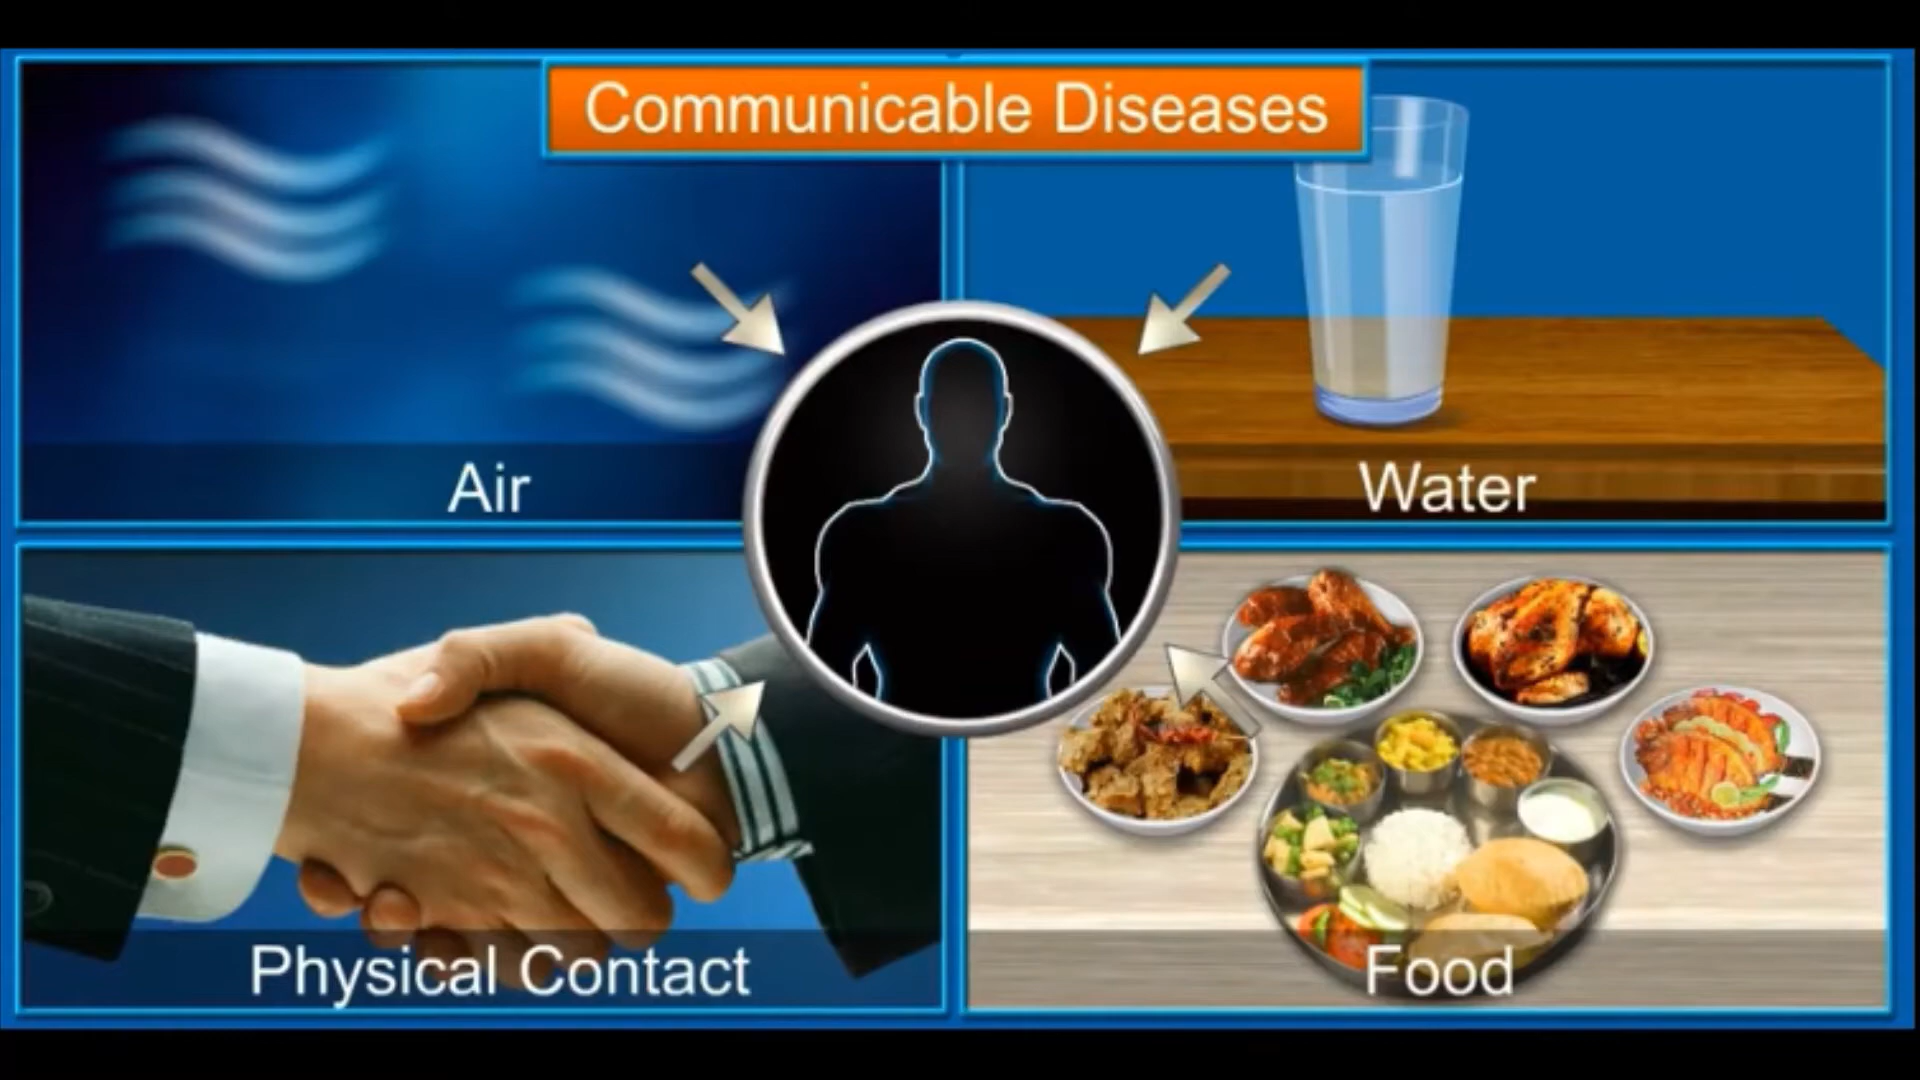 Communicable Diseases
Air
Water
Physical Contact
Food